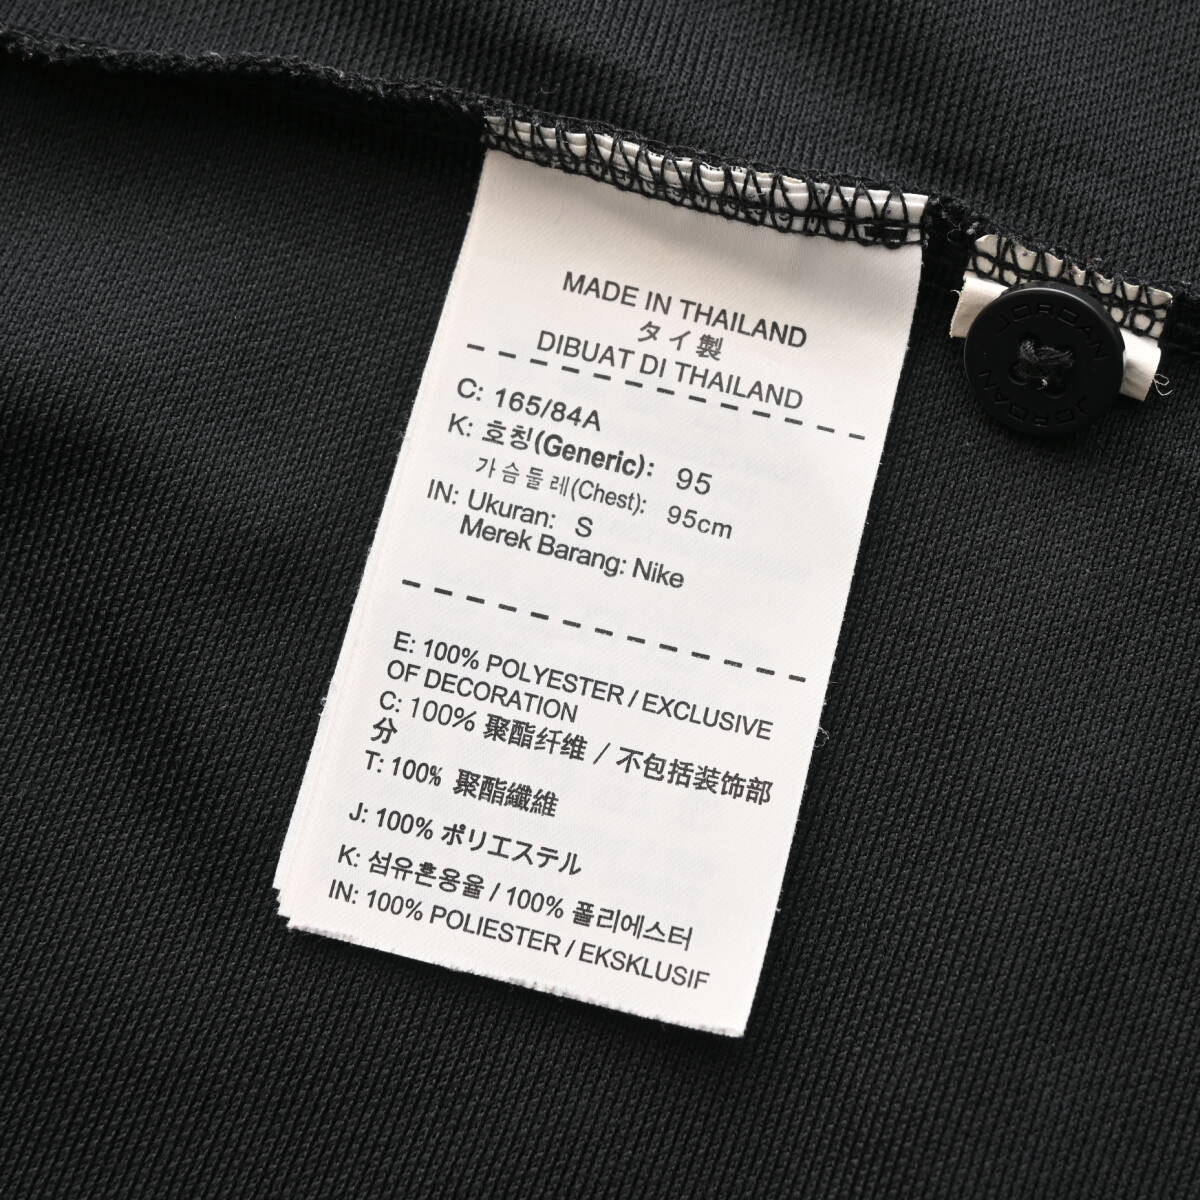 MADE IN THAILAND
タイ製
DIBUAT DI THAILAND
C: 165/84A
K: 호칭(Generic): 95
가슴둘레(Chest): 95cm
IN: Ukuran: S
Merek Barang: Nike
E: 100% POLYESTER / EXCLUSIVE
OF DECORATION
C: 100% 聚酯纤维 / 不包括装饰部
分
T: 100% 聚酯纖維
J: 100% ポリエステル
K: 섬유혼용율 / 100% 폴리에스터
IN: 100% POLIESTER / EKSKLUSIF
JORDAN
JORDAN